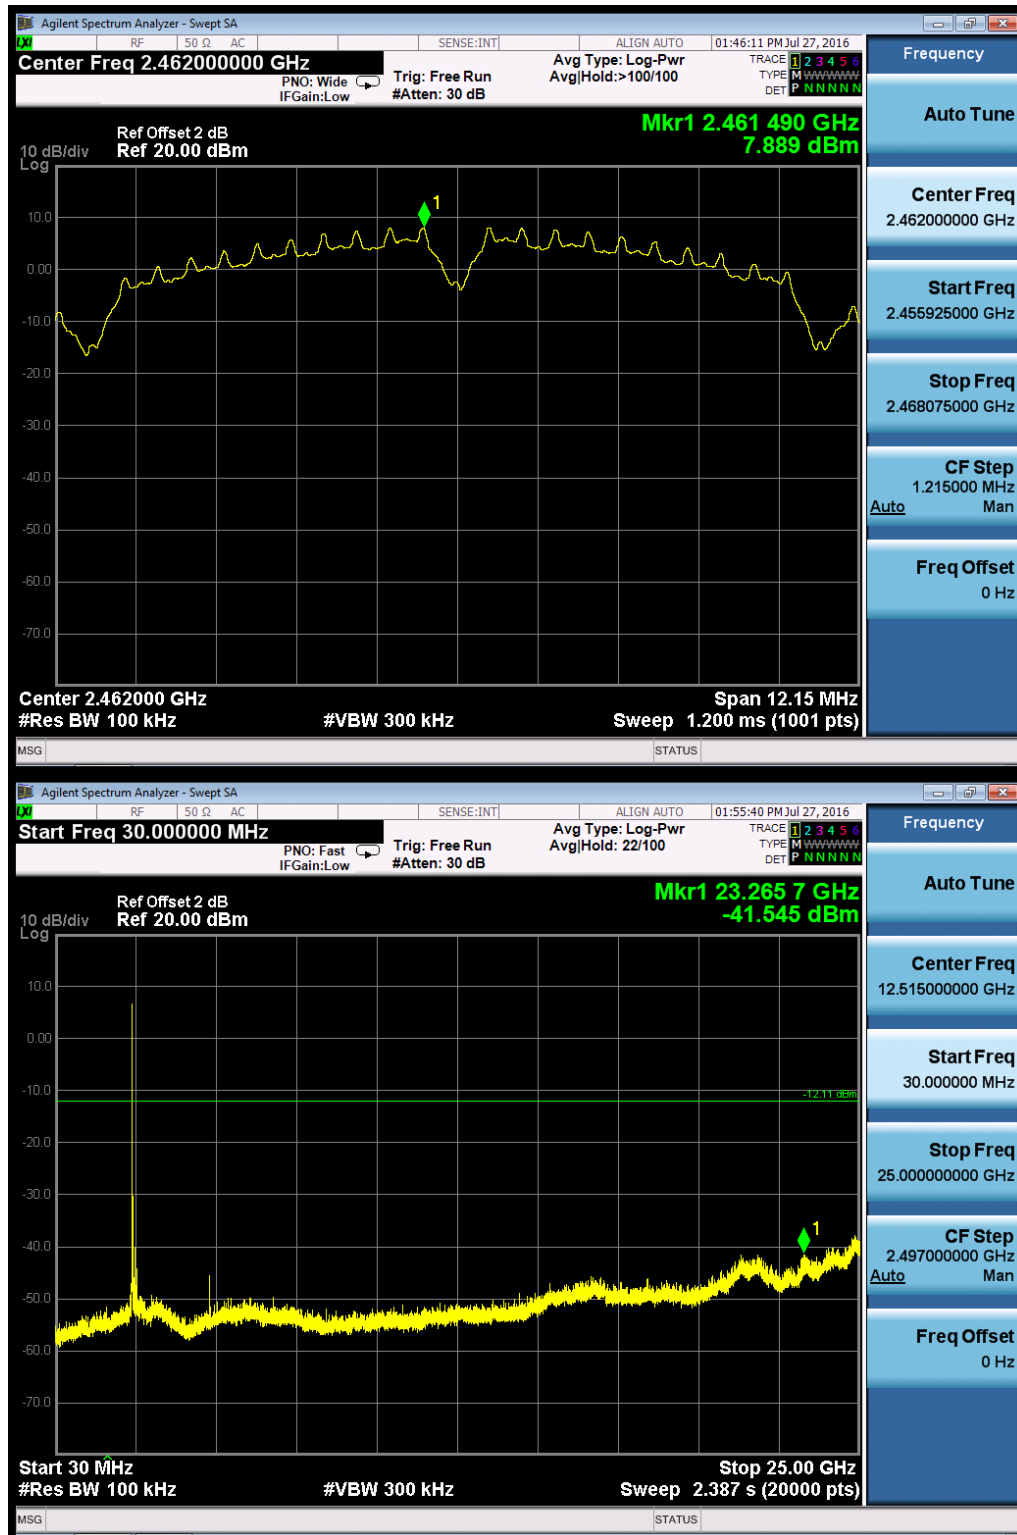 Agilent Spectrum Analyzer - Swept SA
LXI RF 50 Ω AC SENSE:INT ALIGN AUTO 01:46:11 PM Jul 27, 2016
Center Freq 2.462000000 GHz
PNO: Wide
IFGain:Low
Trig: Free Run
#Atten: 30 dB
Avg Type: Log-Pwr
Avg|Hold:>100/100
TRACE 1 2 3 4 5 6
TYPE M WWWWW
DET P N N N N N
Frequency
Mkr1 2.461 490 GHz
7.889 dBm
Ref Offset 2 dB
10 dB/div Ref 20.00 dBm
Log
10.0
0.00
-10.0
-20.0
-30.0
-40.0
-50.0
-60.0
-70.0
1
Auto Tune
Center Freq
2.462000000 GHz
Start Freq
2.455925000 GHz
Stop Freq
2.468075000 GHz
CF Step
1.215000 MHz
Auto Man
Freq Offset
0 Hz
Center 2.462000 GHz Span 12.15 MHz
#Res BW 100 kHz #VBW 300 kHz Sweep 1.200 ms (1001 pts)
MSG STATUS
Agilent Spectrum Analyzer - Swept SA
LXI RF 50 Ω AC SENSE:INT ALIGN AUTO 01:55:40 PM Jul 27, 2016
Start Freq 30.000000 MHz
PNO: Fast
IFGain:Low
Trig: Free Run
#Atten: 30 dB
Avg Type: Log-Pwr
Avg|Hold: 22/100
TRACE 1 2 3 4 5 6
TYPE M WWWWW
DET P N N N N N
Frequency
Mkr1 23.265 7 GHz
-41.545 dBm
Ref Offset 2 dB
10 dB/div Ref 20.00 dBm
Log
10.0
0.00
-10.0
-20.0
-30.0
-40.0
-50.0
-60.0
-70.0
-12.11 dBm
1
Auto Tune
Center Freq
12.515000000 GHz
Start Freq
30.000000 MHz
Stop Freq
25.000000000 GHz
CF Step
2.497000000 GHz
Auto Man
Freq Offset
0 Hz
Start 30 MHz Stop 25.00 GHz
#Res BW 100 kHz #VBW 300 kHz Sweep 2.387 s (20000 pts)
MSG STATUS